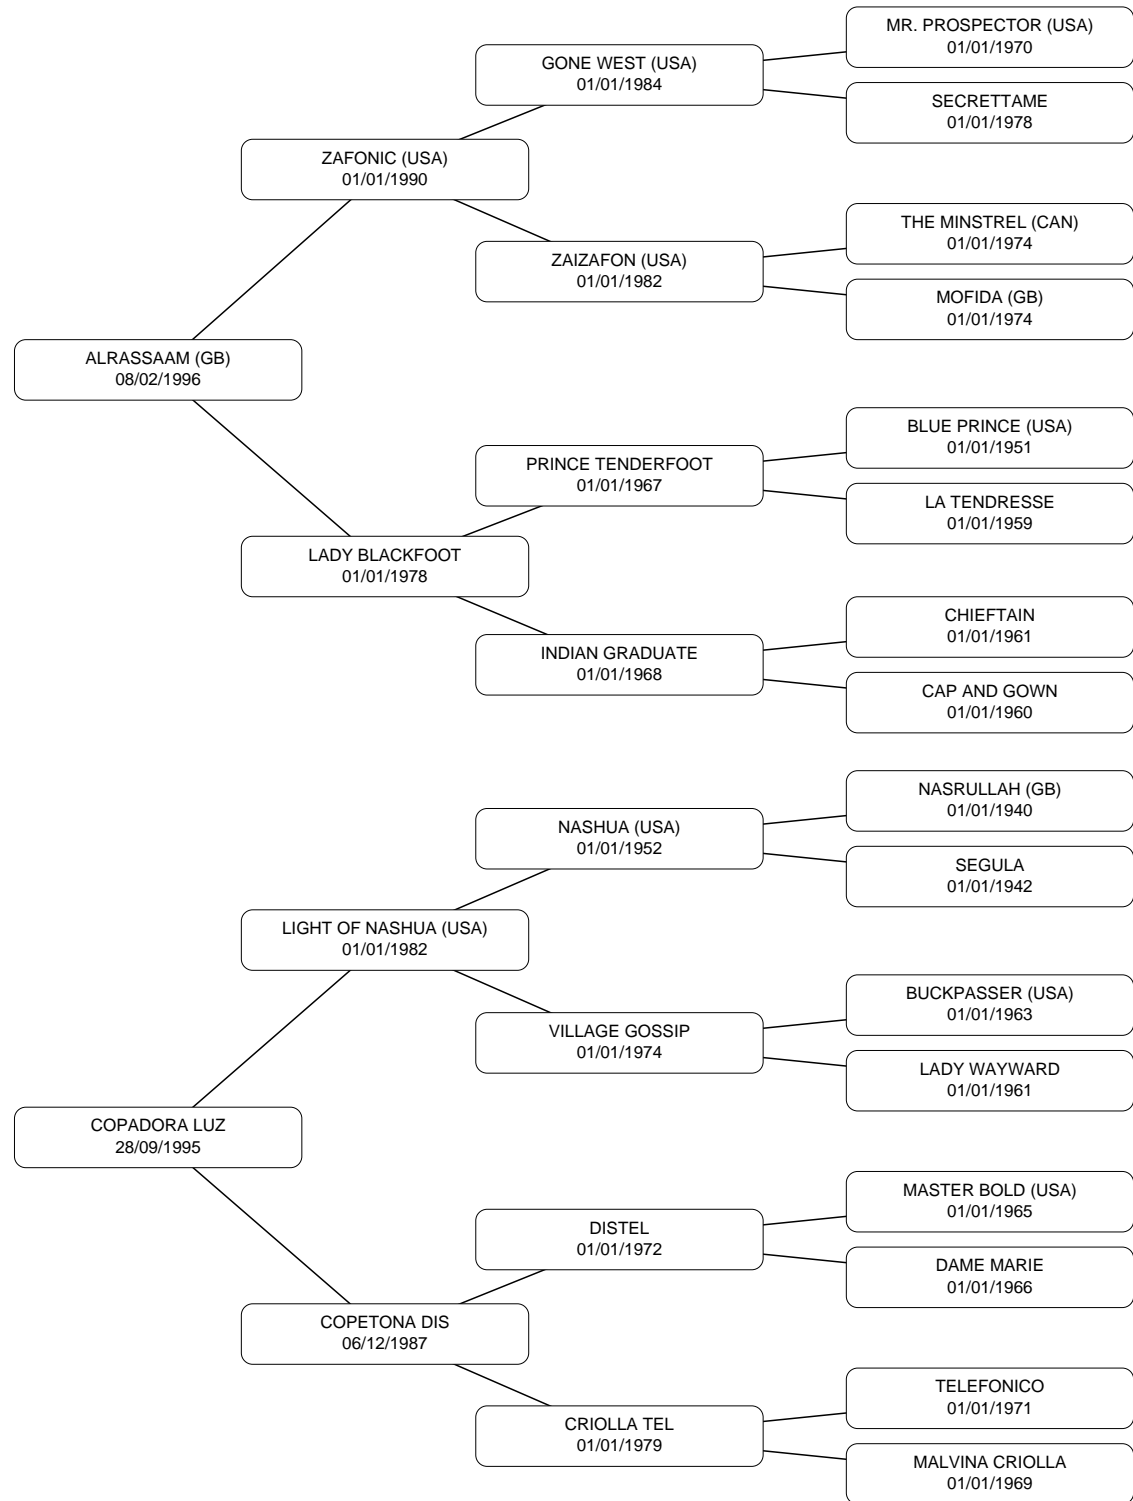 MR. PROSPECTOR (USA)
01/01/1970
GONE WEST (USA)
01/01/1984
SECRETTAME
01/01/1978
ZAFONIC (USA)
01/01/1990
THE MINSTREL (CAN)
01/01/1974
ZAIZAFON (USA)
01/01/1982
MOFIDA (GB)
01/01/1974
ALRASSAAM (GB)
08/02/1996
BLUE PRINCE (USA)
01/01/1951
PRINCE TENDERFOOT
01/01/1967
LA TENDRESSE
01/01/1959
LADY BLACKFOOT
01/01/1978
CHIEFTAIN
01/01/1961
INDIAN GRADUATE
01/01/1968
CAP AND GOWN
01/01/1960
NASRULLAH (GB)
01/01/1940
NASHUA (USA)
01/01/1952
SEGULA
01/01/1942
LIGHT OF NASHUA (USA)
01/01/1982
BUCKPASSER (USA)
01/01/1963
VILLAGE GOSSIP
01/01/1974
LADY WAYWARD
01/01/1961
COPADORA LUZ
28/09/1995
MASTER BOLD (USA)
01/01/1965
DISTEL
01/01/1972
DAME MARIE
01/01/1966
COPETONA DIS
06/12/1987
TELEFONICO
01/01/1971
CRIOLLA TEL
01/01/1979
MALVINA CRIOLLA
01/01/1969